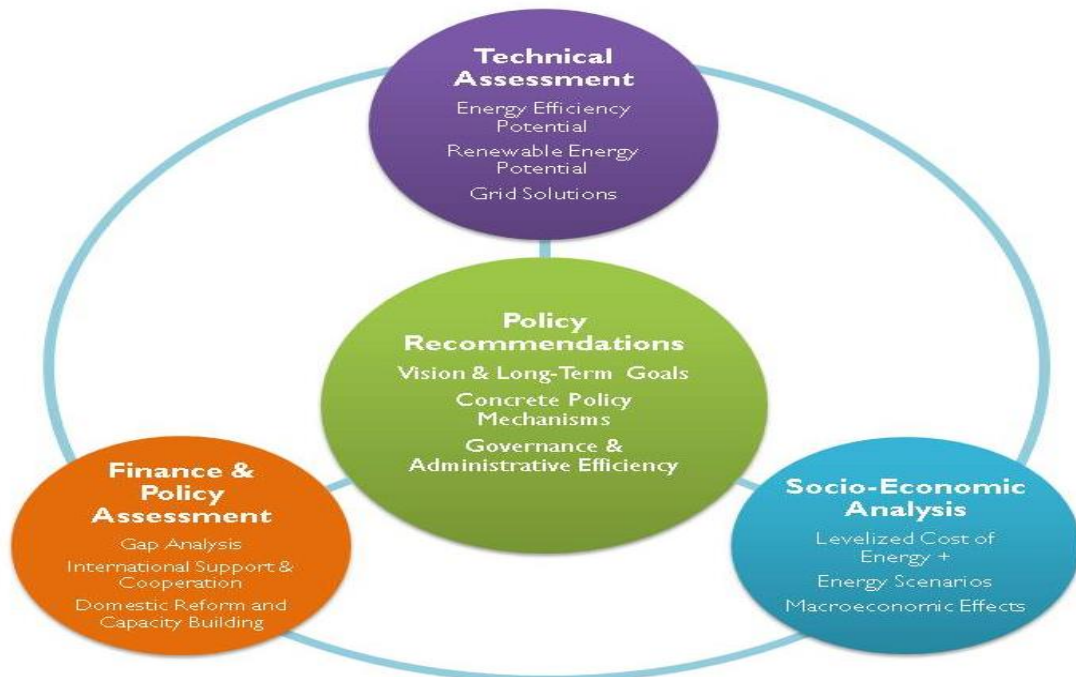 Technical
Assessment
Energy Efficiency
Potential
Renewable Energy
Potential
Grid Solutions
Policy
Recommendations
Vision & Long-Term Goals
Concrete Policy
Mechanisms
Governance &
Administrative Efficiency
Finance &
Policy
Assessment
Gap Analysis
International Support &
Cooperation
Domestic Reform and
Capacity Building
Socio-Economic
Analysis
Levelized Cost of
Energy +
Energy Scenarios
Macroeconomic Effects